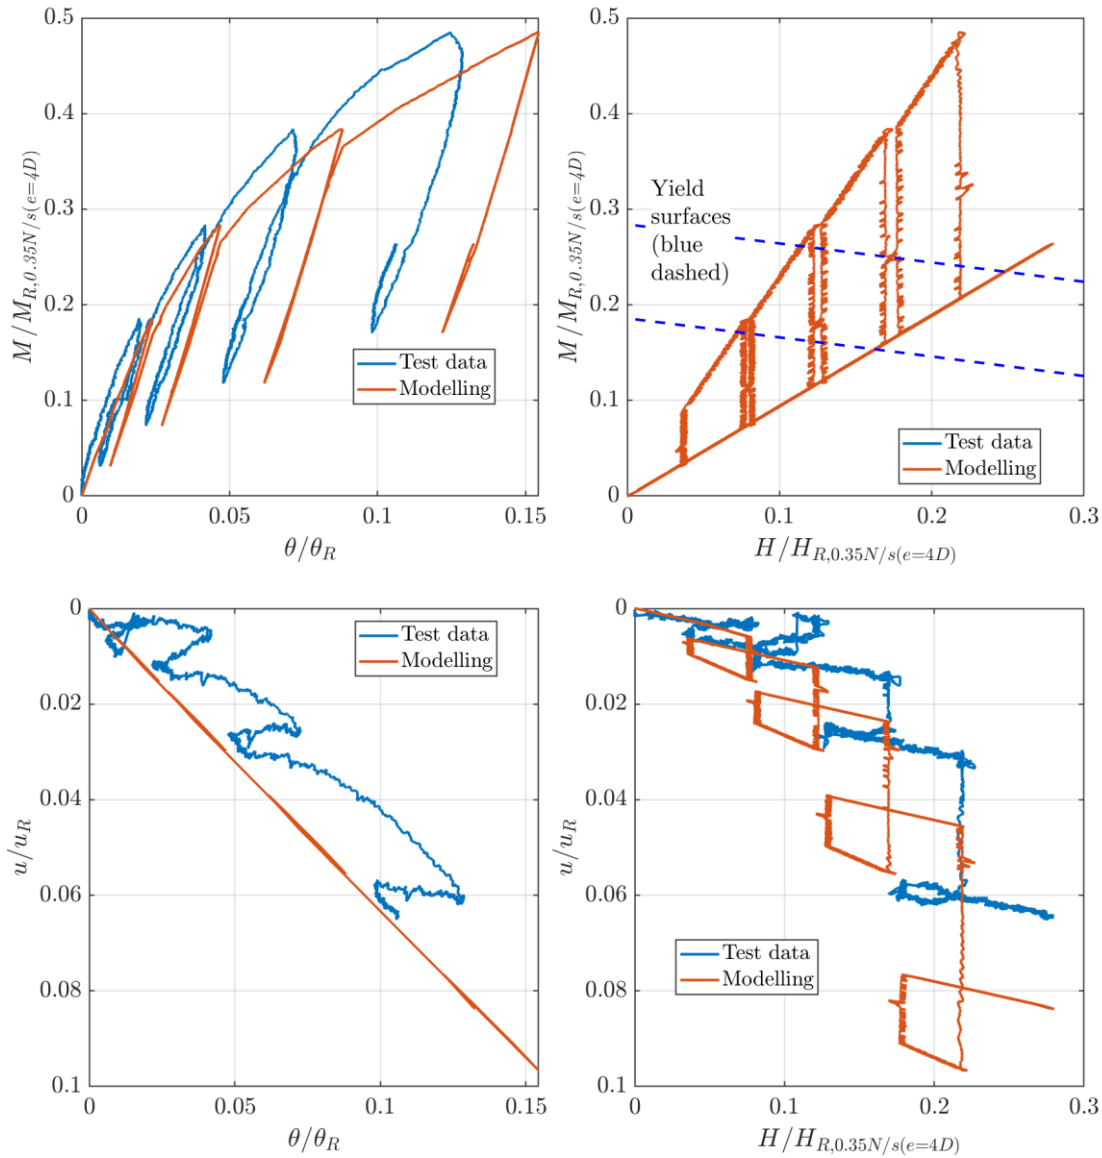 0.5
0.4
0.3
0.2
0.1
0
M/M_{R,0.35N/s(e=4D)}
0
0.05
0.1
0.15
θ/θ_R
Test data
Modelling
0.5
0.4
0.3
0.2
0.1
0
M/M_{R,0.35N/s(e=4D)}
Yield
surfaces
(blue
dashed)
Test data
Modelling
0
0.1
0.2
0.3
H/H_{R,0.35N/s(e=4D)}
0
0.02
0.04
0.06
0.08
0.1
u/u_R
Test data
Modelling
0
0.05
0.1
0.15
θ/θ_R
0
0.02
0.04
0.06
0.08
0.1
u/u_R
Test data
Modelling
0
0.1
0.2
0.3
H/H_{R,0.35N/s(e=4D)}